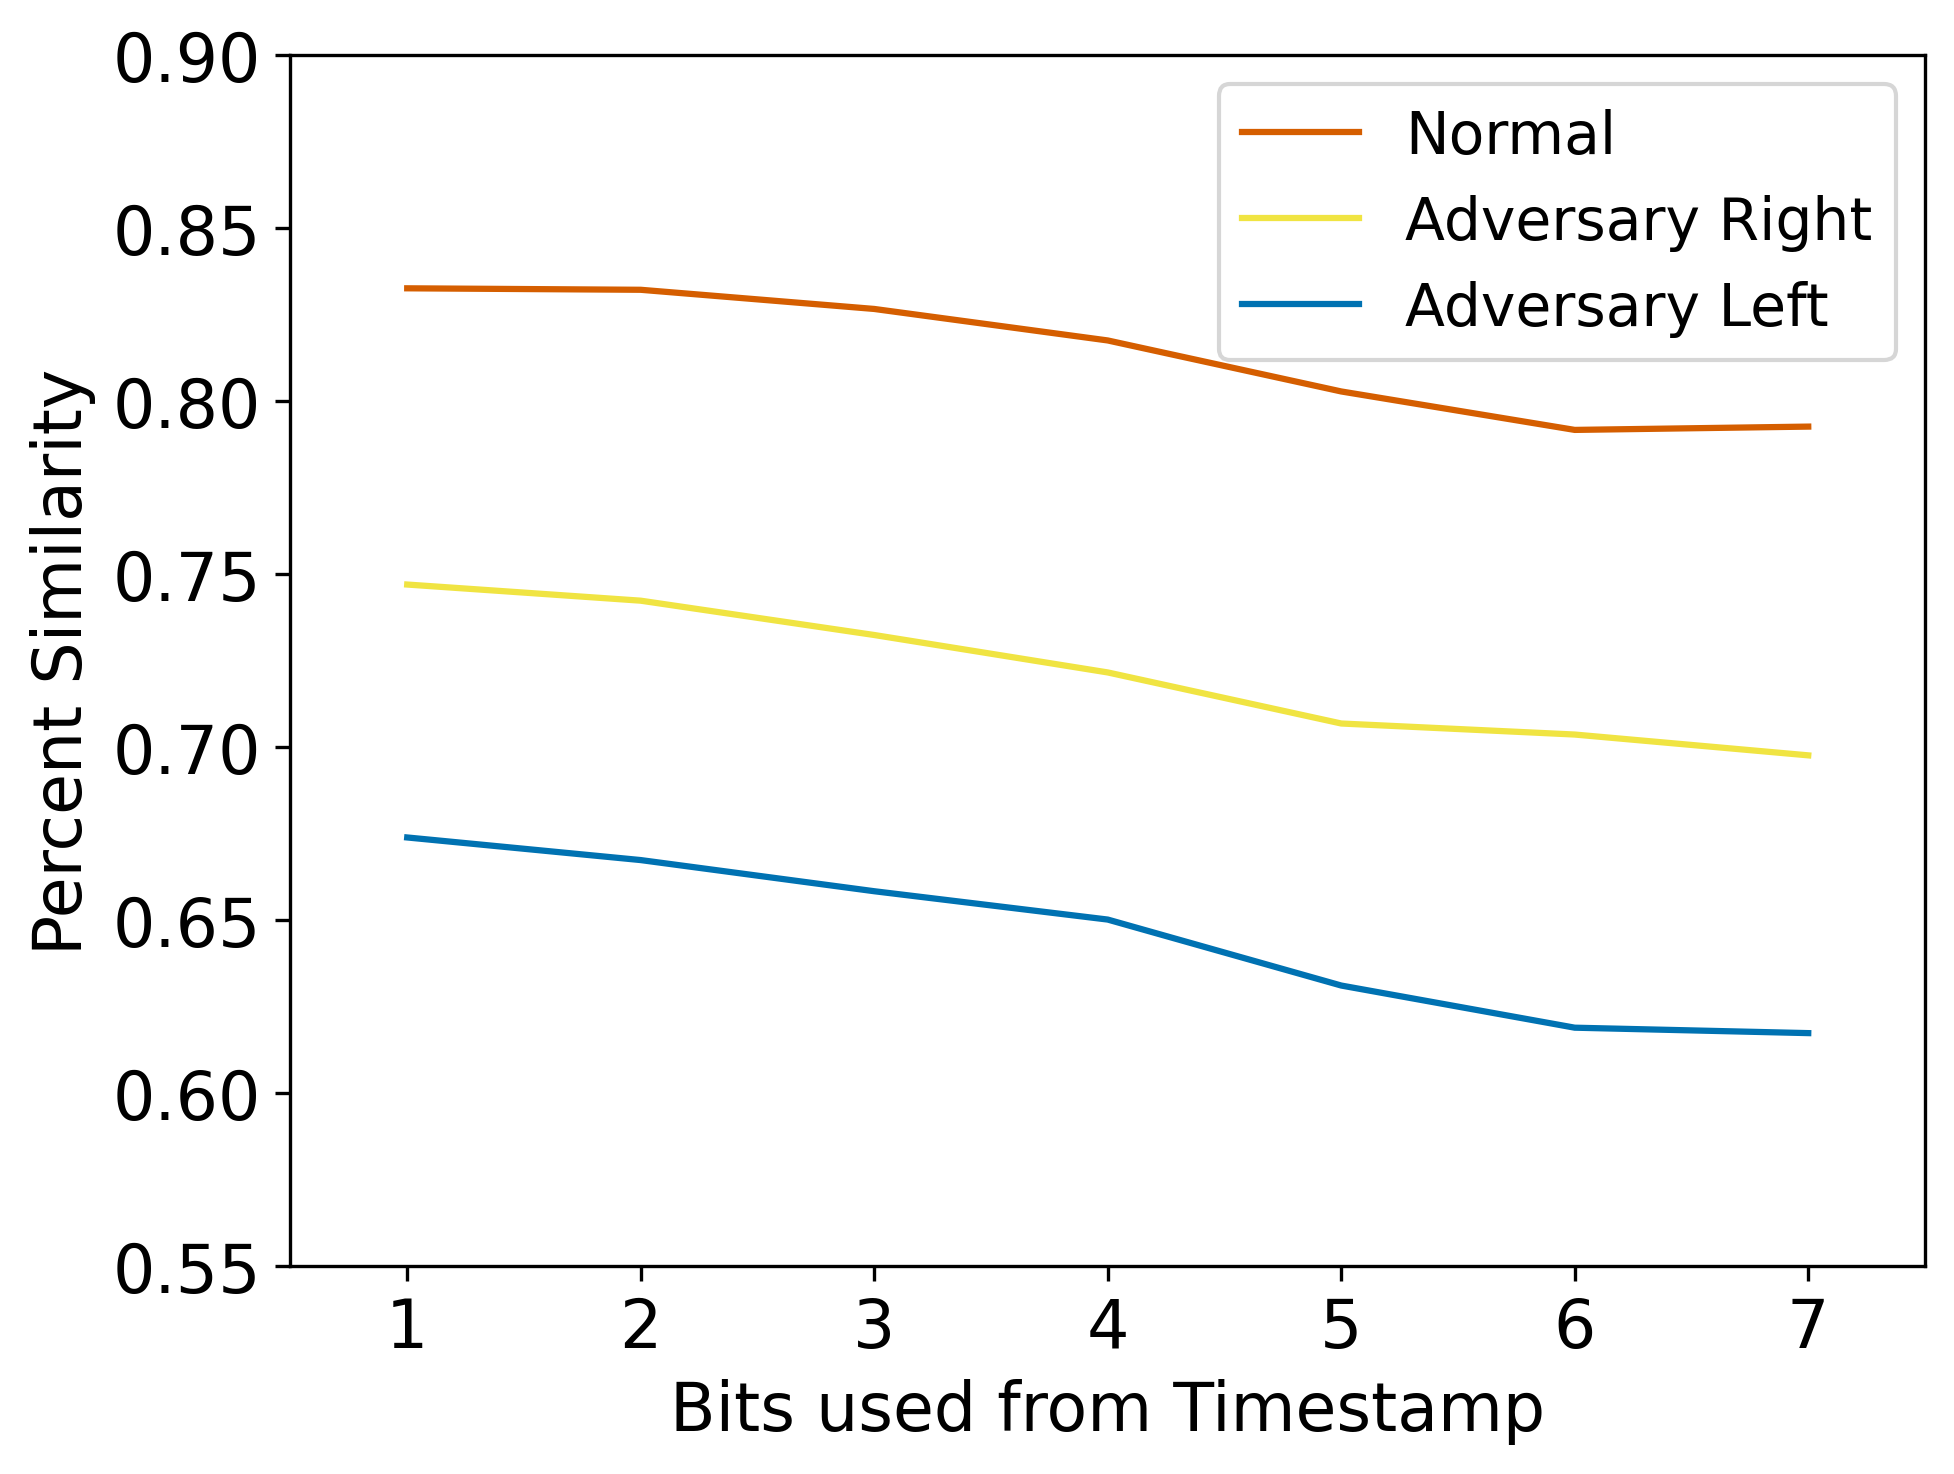 0.90
0.85
0.80
0.75
0.70
0.65
0.60
0.55
Percent Similarity
Normal
Adversary Right
Adversary Left
1 2 3 4 5 6 7
Bits used from Timestamp